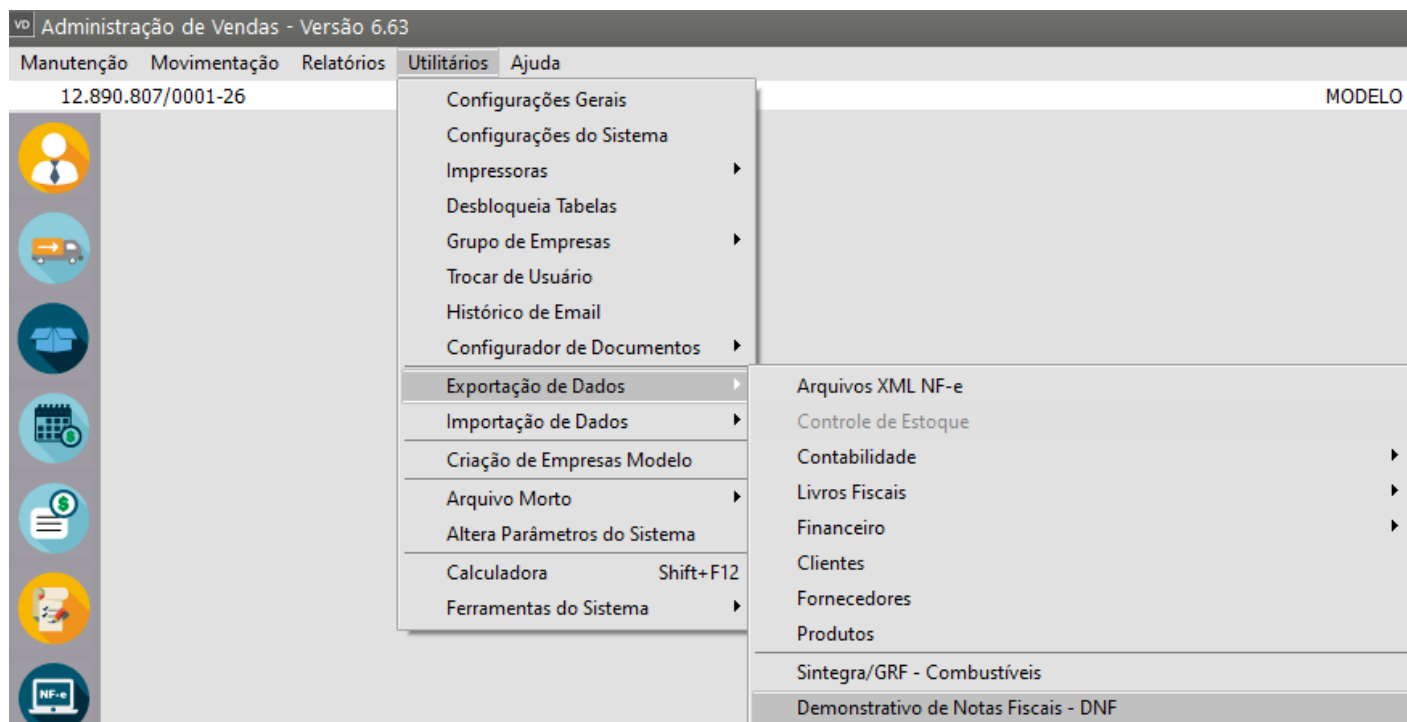 VD Administração de Vendas - Versão 6.63
Manutenção Movimentação Relatórios Utilitários Ajuda
12.890.807/0001-26 MODELO
Configurações Gerais
Configurações do Sistema
Impressoras
Desbloqueia Tabelas
Grupo de Empresas
Trocar de Usuário
Histórico de Email
Configurador de Documentos
Exportação de Dados
Importação de Dados
Criação de Empresas Modelo
Arquivo Morto
Altera Parâmetros do Sistema
Calculadora Shift+F12
Ferramentas do Sistema
Arquivos XML NF-e
Controle de Estoque
Contabilidade
Livros Fiscais
Financeiro
Clientes
Fornecedores
Produtos
Sintegra/GRF - Combustíveis
Demonstrativo de Notas Fiscais - DNF
$
$
NF-e